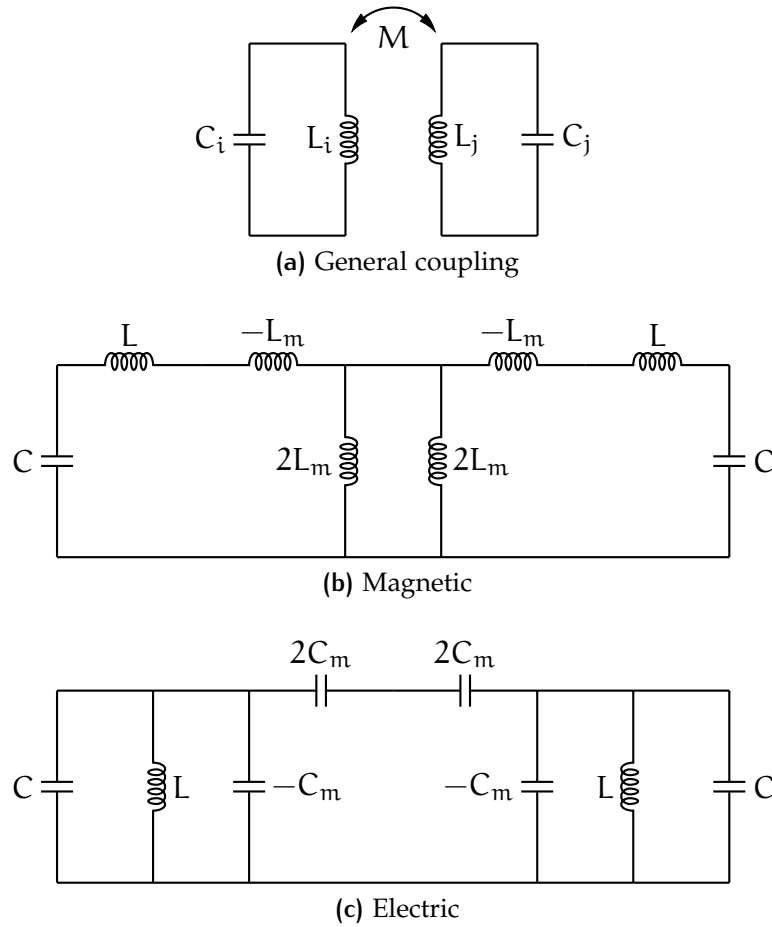 M
C_i L_i L_j C_j
(a) General coupling
L −L_m −L_m L
C 2L_m 2L_m C
(b) Magnetic
2C_m 2C_m
C L −C_m −C_m L C
(c) Electric